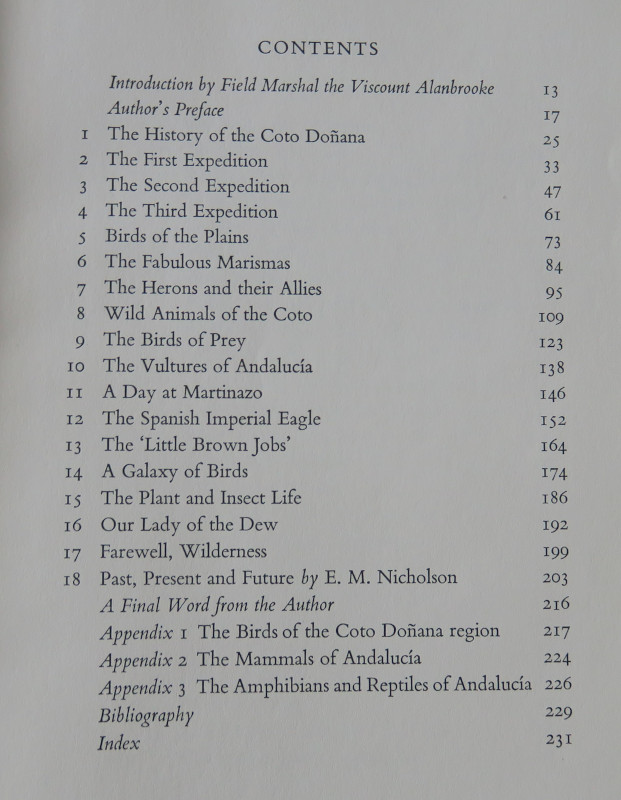 CONTENTS
Introduction by Field Marshal the Viscount Alanbrooke 13
Author's Preface 17
1 The History of the Coto Doñana 25
2 The First Expedition 33
3 The Second Expedition 47
4 The Third Expedition 61
5 Birds of the Plains 73
6 The Fabulous Marismas 84
7 The Herons and their Allies 95
8 Wild Animals of the Coto 109
9 The Birds of Prey 123
10 The Vultures of Andalucía 138
11 A Day at Martinazo 146
12 The Spanish Imperial Eagle 152
13 The 'Little Brown Jobs' 164
14 A Galaxy of Birds 174
15 The Plant and Insect Life 186
16 Our Lady of the Dew 192
17 Farewell, Wilderness 199
18 Past, Present and Future by E. M. Nicholson 203
A Final Word from the Author 216
Appendix 1 The Birds of the Coto Doñana region 217
Appendix 2 The Mammals of Andalucía 224
Appendix 3 The Amphibians and Reptiles of Andalucía 226
Bibliography 229
Index 231